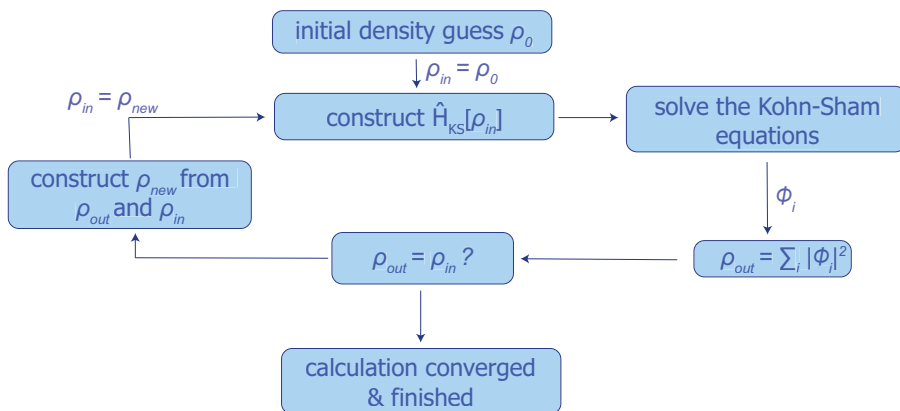 initial density guess ρ₀
ρᵢₙ = ρ₀
ρᵢₙ = ρₙₑw
construct Ĥ_KS[ρᵢₙ]
solve the Kohn-Sham
equations
construct ρₙₑw from
ρₒᵤₜ and ρᵢₙ
ϕᵢ
ρₒᵤₜ = ∑ᵢ |ϕᵢ|²
ρₒᵤₜ = ρᵢₙ ?
calculation converged
& finished